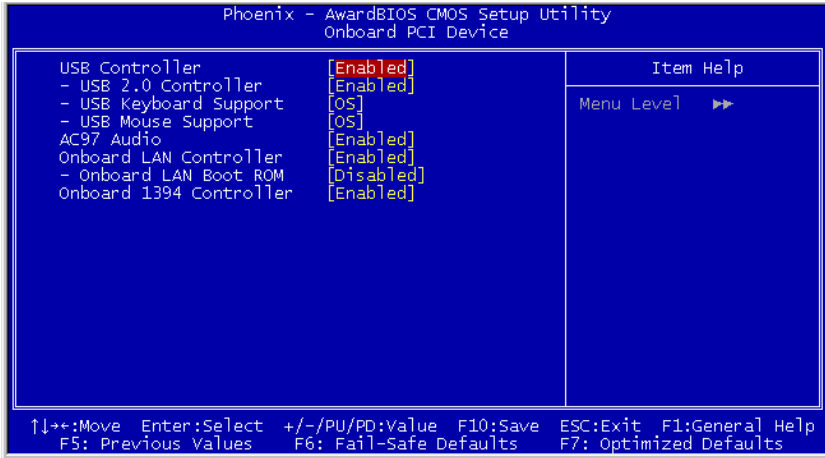 Phoenix - AwardBIOS CMOS Setup Utility
Onboard PCI Device
USB Controller [Enabled]
- USB 2.0 Controller [Enabled]
- USB Keyboard Support [OS]
- USB Mouse Support [OS]
AC97 Audio [Enabled]
Onboard LAN Controller [Enabled]
- Onboard LAN Boot ROM [Disabled]
Onboard 1394 Controller [Enabled]
Item Help
Menu Level ▶▶
↑↓→←:Move Enter:Select +/-/PU/PD:Value F10:Save ESC:Exit F1:General Help
F5: Previous Values F6: Fail-Safe Defaults F7: Optimized Defaults